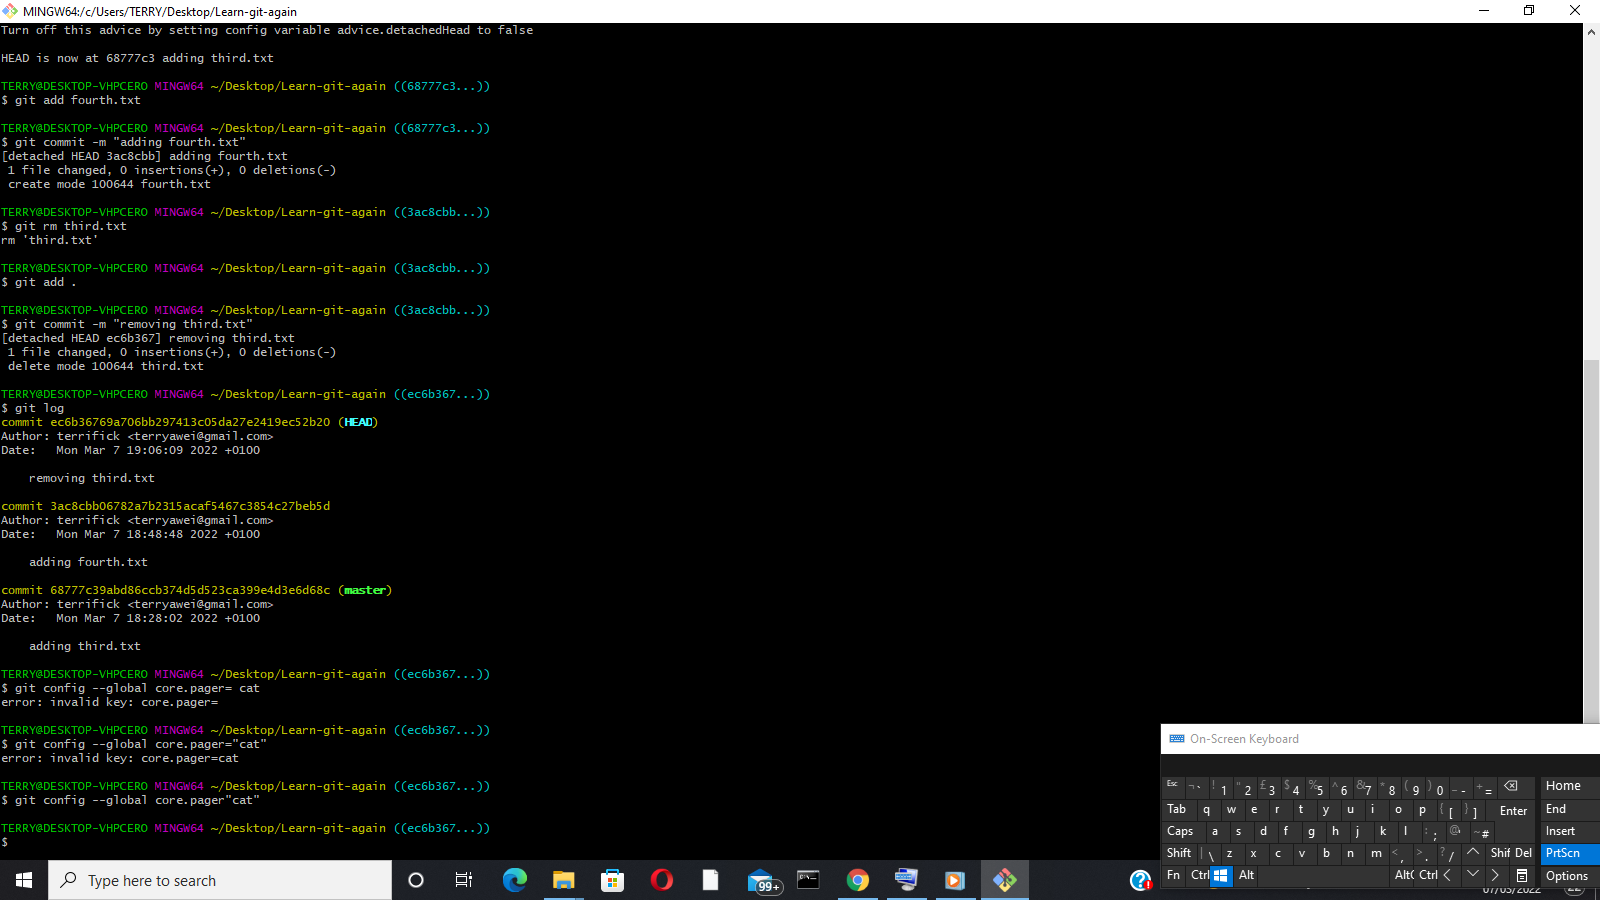 MINGW64:/c/Users/TERRY/Desktop/Learn-git-again
Turn off this advice by setting config variable advice.detachedHead to false
HEAD is now at 68777c3 adding third.txt
TERRY@DESKTOP-VHPCERO MINGW64 ~/Desktop/Learn-git-again ((68777c3...))
$ git add fourth.txt
TERRY@DESKTOP-VHPCERO MINGW64 ~/Desktop/Learn-git-again ((68777c3...))
$ git commit -m "adding fourth.txt"
[detached HEAD 3ac8cbb] adding fourth.txt
1 file changed, 0 insertions(+), 0 deletions(-)
create mode 100644 fourth.txt
TERRY@DESKTOP-VHPCERO MINGW64 ~/Desktop/Learn-git-again ((3ac8cbb...))
$ git rm third.txt
rm 'third.txt'
TERRY@DESKTOP-VHPCERO MINGW64 ~/Desktop/Learn-git-again ((3ac8cbb...))
$ git add .
TERRY@DESKTOP-VHPCERO MINGW64 ~/Desktop/Learn-git-again ((3ac8cbb...))
$ git commit -m "removing third.txt"
[detached HEAD ec6b367] removing third.txt
1 file changed, 0 insertions(+), 0 deletions(-)
delete mode 100644 third.txt
TERRY@DESKTOP-VHPCERO MINGW64 ~/Desktop/Learn-git-again ((ec6b367...))
$ git log
commit ec6b36769a706bb297413c05da27e2419ec52b20 (HEAD)
Author: terrifick <terryawei@gmail.com>
Date:   Mon Mar 7 19:06:09 2022 +0100
removing third.txt
commit 3ac8cbb06782a7b2315acaf5467c3854c27beb5d
Author: terrifick <terryawei@gmail.com>
Date:   Mon Mar 7 18:48:48 2022 +0100
adding fourth.txt
commit 68777c39abd86ccb374d5d523ca399e4d3e6d68c (master)
Author: terrifick <terryawei@gmail.com>
Date:   Mon Mar 7 18:28:02 2022 +0100
adding third.txt
TERRY@DESKTOP-VHPCERO MINGW64 ~/Desktop/Learn-git-again ((ec6b367...))
$ git config --global core.pager= cat
error: invalid key: core.pager=
TERRY@DESKTOP-VHPCERO MINGW64 ~/Desktop/Learn-git-again ((ec6b367...))
$ git config --global core.pager="cat"
error: invalid key: core.pager=cat
TERRY@DESKTOP-VHPCERO MINGW64 ~/Desktop/Learn-git-again ((ec6b367...))
$ git config --global core.pager"cat"
TERRY@DESKTOP-VHPCERO MINGW64 ~/Desktop/Learn-git-again ((ec6b367...))
$
On-Screen Keyboard
Esc ¬ ` ! 1 " 2 £ 3 $ 4 % 5 ^ 6 & 7 * 8 ( 9 ) 0 _ - + = Home
Tab q w e r t y u i o p { [ } ] Enter End
Caps a s d f g h j k l : ; @ ' ~ # Insert
Shift | \ z x c v b n m < , > . ? / Shif Del PrtScn
Fn Ctrl Alt AltG Ctrl Options
Type here to search
99+
07/03/2022
22